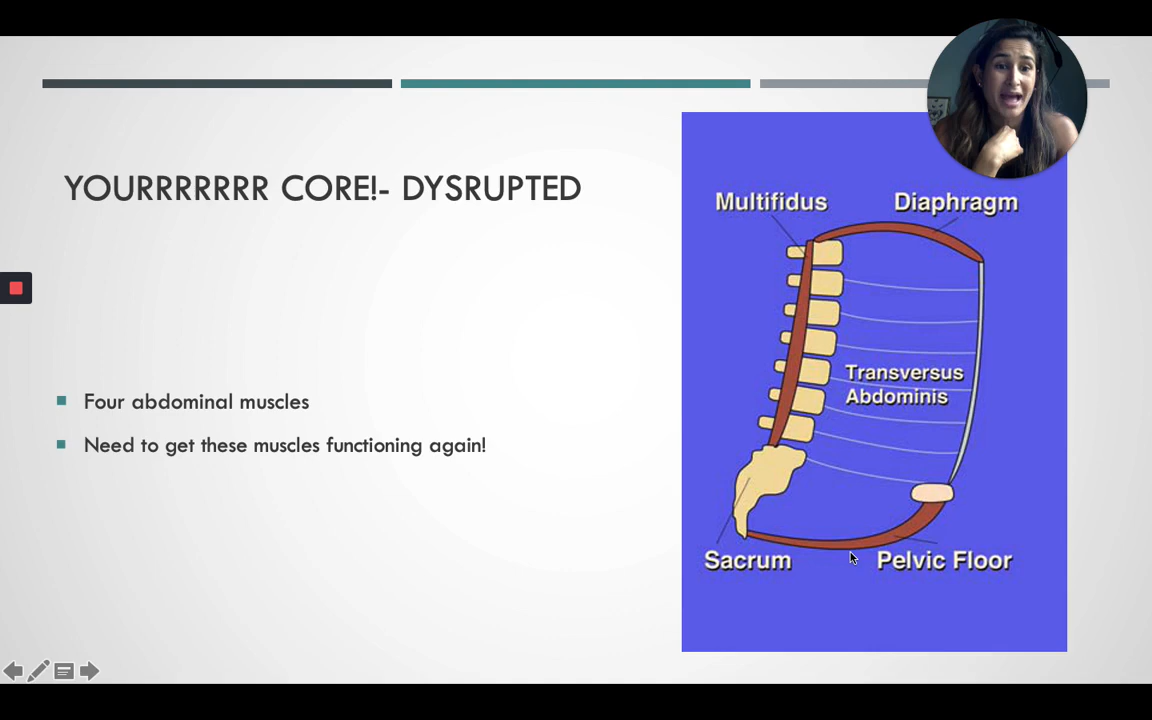 YOURRRRRRR CORE!- DYSRUPTED
Four abdominal muscles
Need to get these muscles functioning again!
Multifidus
Diaphragm
Transversus
Abdominis
Sacrum
Pelvic Floor